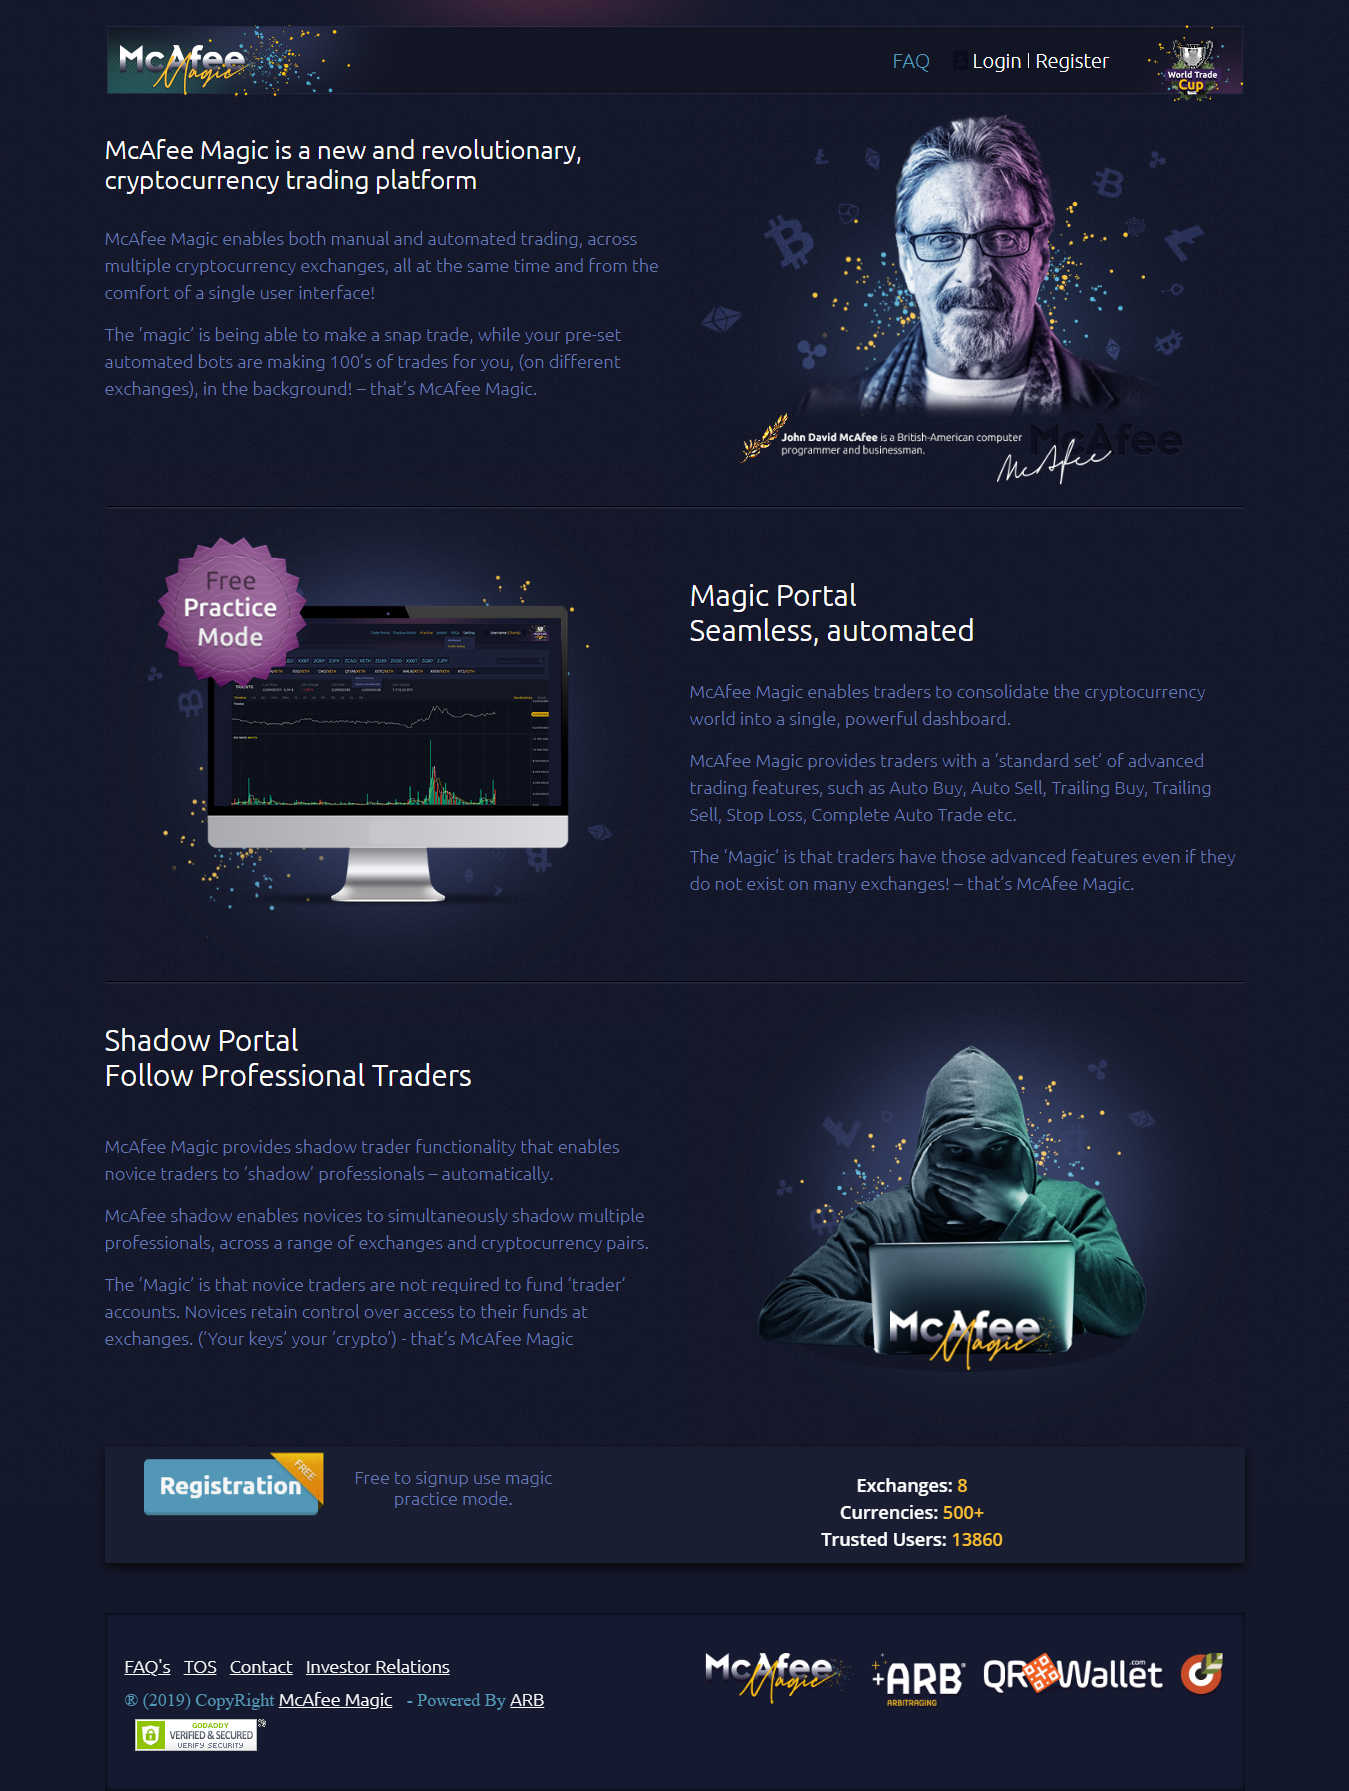 McAfee
Magic
FAQ
Login | Register
World Trade
Cup
McAfee Magic is a new and revolutionary,
cryptocurrency trading platform
McAfee Magic enables both manual and automated trading, across
multiple cryptocurrency exchanges, all at the same time and from the
comfort of a single user interface!
The ‘magic’ is being able to make a snap trade, while your pre-set
automated bots are making 100’s of trades for you, (on different
exchanges), in the background! – that’s McAfee Magic.
John David McAfee is a British-American computer
programmer and businessman.
McAfee
McAfee
Free
Practice
Mode
Magic Portal
Seamless, automated
McAfee Magic enables traders to consolidate the cryptocurrency
world into a single, powerful dashboard.
McAfee Magic provides traders with a ‘standard set’ of advanced
trading features, such as Auto Buy, Auto Sell, Trailing Buy, Trailing
Sell, Stop Loss, Complete Auto Trade etc.
The ‘Magic’ is that traders have those advanced features even if they
do not exist on many exchanges! – that’s McAfee Magic.
Shadow Portal
Follow Professional Traders
McAfee Magic provides shadow trader functionality that enables
novice traders to ‘shadow’ professionals – automatically.
McAfee shadow enables novices to simultaneously shadow multiple
professionals, across a range of exchanges and cryptocurrency pairs.
The ‘Magic’ is that novice traders are not required to fund ‘trader’
accounts. Novices retain control over access to their funds at
exchanges. (‘Your keys’ your ‘crypto’) - that’s McAfee Magic
McAfee
Magic
Registration
FREE
Free to signup use magic
practice mode.
Exchanges: 8
Currencies: 500+
Trusted Users: 13860
FAQ's TOS Contact Investor Relations
® (2019) CopyRight McAfee Magic - Powered By ARB
GODADDY
VERIFIED & SECURED
VERIFY SECURITY
McAfee
Magic
ARB
ARBITRAGING
QR Wallet
.com